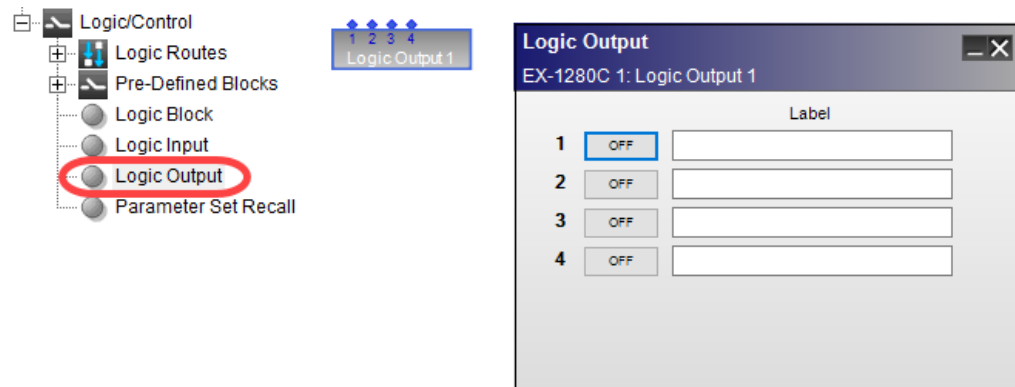 Logic/Control
Logic Routes
Pre-Defined Blocks
Logic Block
Logic Input
Logic Output
Parameter Set Recall
1 2 3 4
Logic Output 1
Logic Output
EX-1280C 1: Logic Output 1
Label
1 OFF
2 OFF
3 OFF
4 OFF